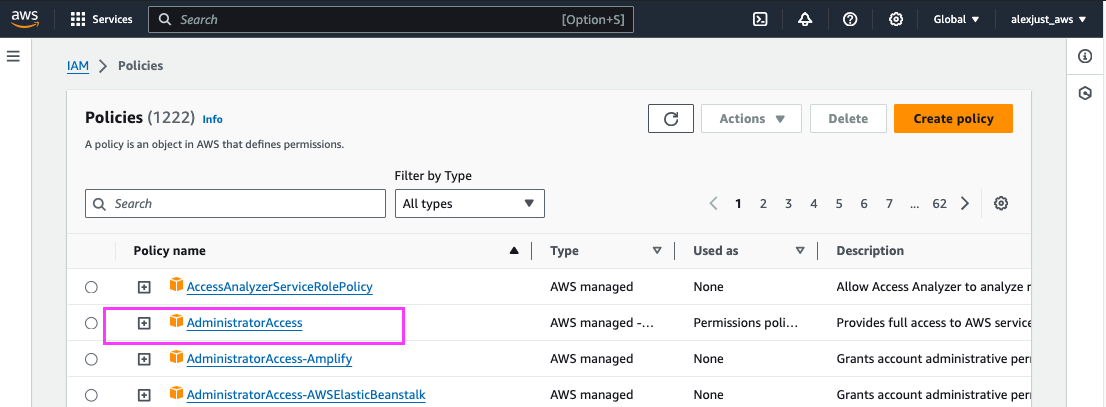 aws Services Search [Option+S] Global alexjust_aws
IAM > Policies
Policies (1222) Info
Actions Delete Create policy
A policy is an object in AWS that defines permissions.
Filter by Type
Search All types 1 2 3 4 5 6 7 ... 62
Policy name Type Used as Description
AccessAnalyzerServiceRolePolicy AWS managed None Allow Access Analyzer to analyze
AdministratorAccess AWS managed -... Permissions poli... Provides full access to AWS service
AdministratorAccess-Amplify AWS managed None Grants account administrative per
AdministratorAccess-AWSElasticBeanstalk AWS managed None Grants account administrative per